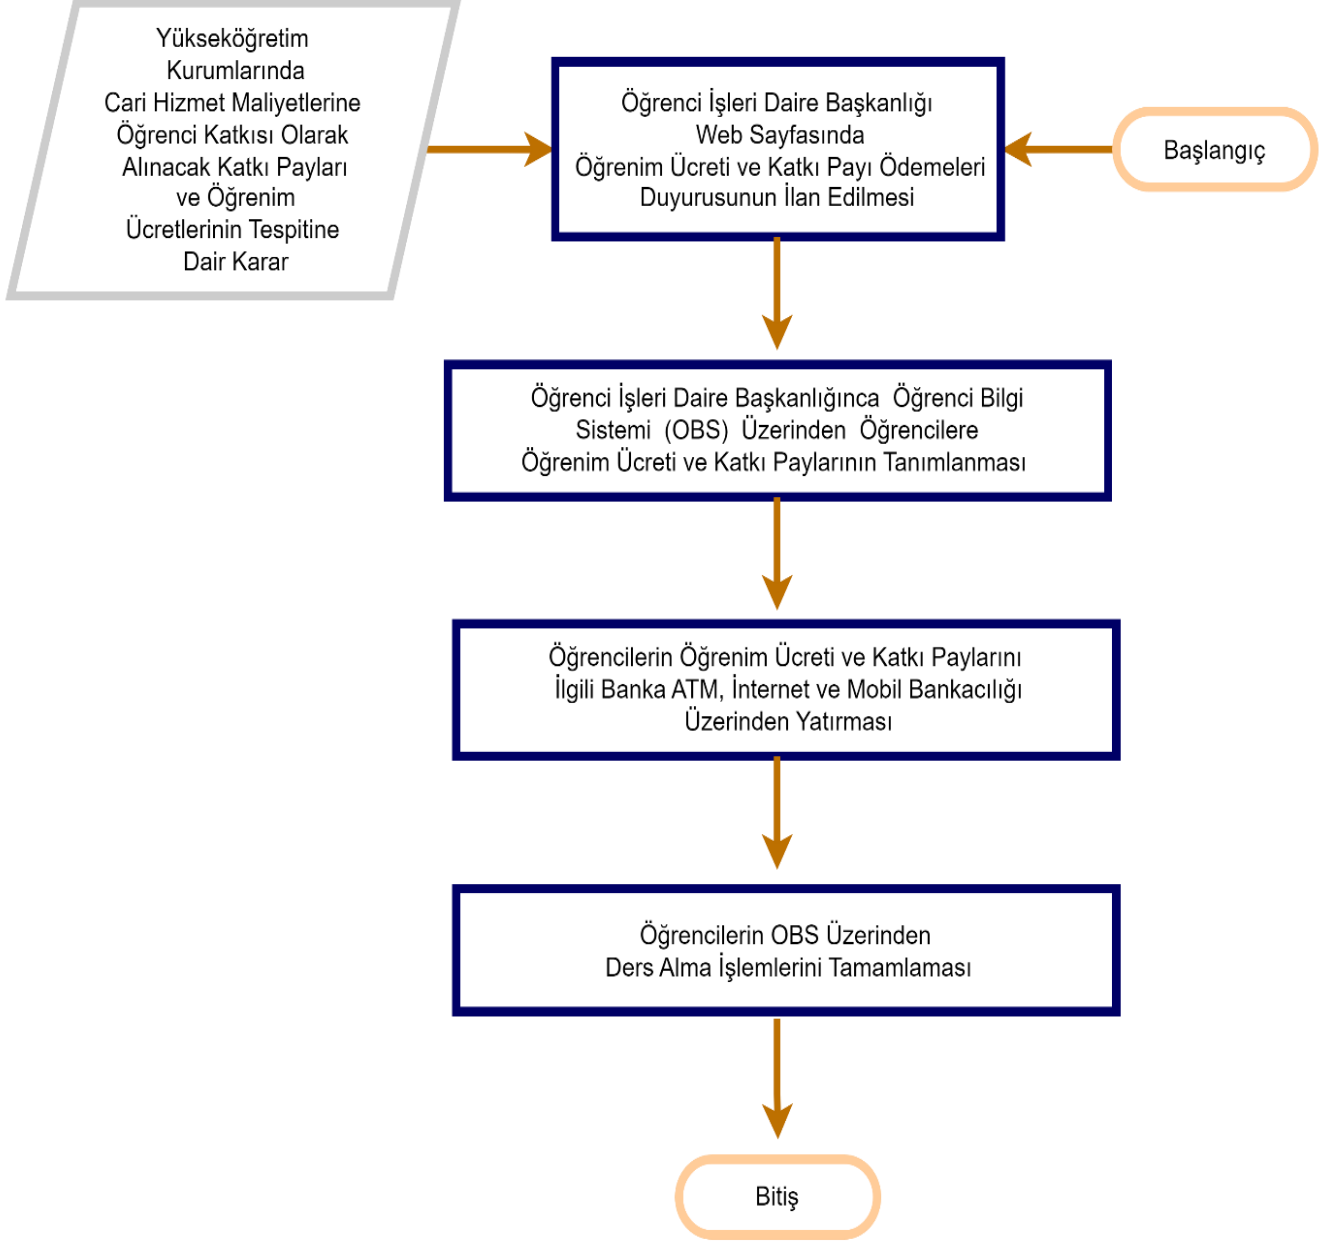 Yükseköğretim
Kurumlarında
Cari Hizmet Maliyetlerine
Öğrenci Katkısı Olarak
Alınacak Katkı Payları
ve Öğrenim
Ücretlerinin Tespitine
Dair Karar
Öğrenci İşleri Daire Başkanlığı
Web Sayfasında
Öğrenim Ücreti ve Katkı Payı Ödemeleri
Duyurusunun İlan Edilmesi
Başlangıç
Öğrenci İşleri Daire Başkanlığınca Öğrenci Bilgi
Sistemi (OBS) Üzerinden Öğrencilere
Öğrenim Ücreti ve Katkı Paylarının Tanımlanması
Öğrencilerin Öğrenim Ücreti ve Katkı Paylarını
İlgili Banka ATM, İnternet ve Mobil Bankacılığı
Üzerinden Yatırması
Öğrencilerin OBS Üzerinden
Ders Alma İşlemlerini Tamamlaması
Bitiş